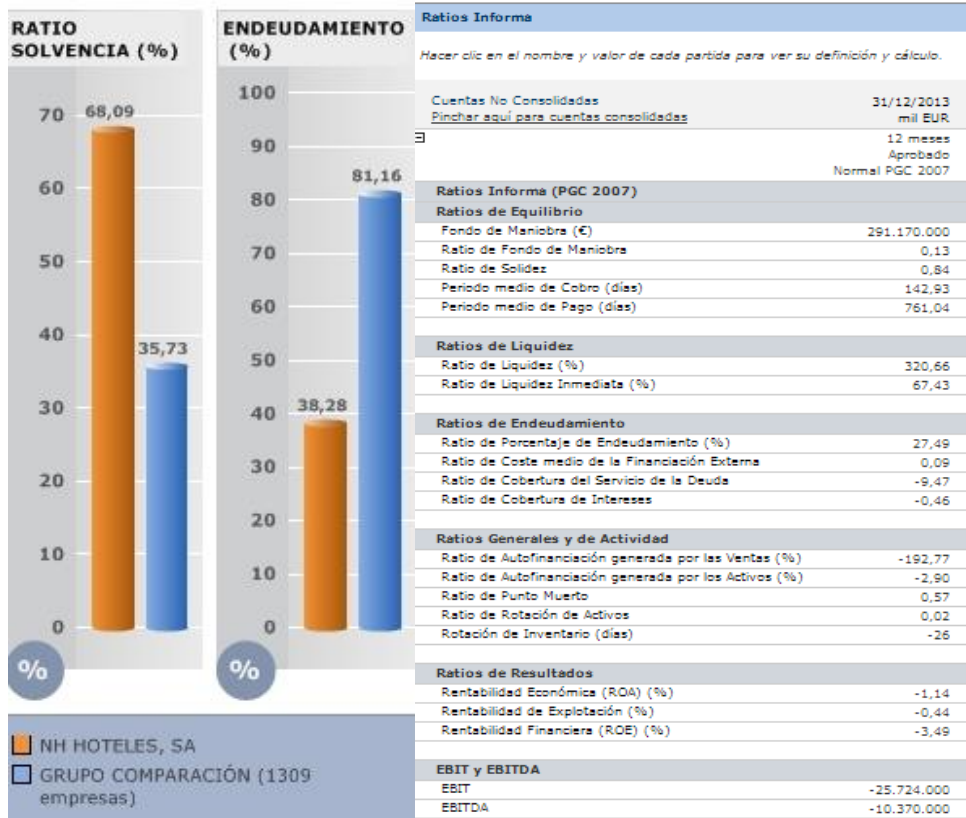 RATIO
SOLVENCIA (%)
70
60
50
40
30
20
10
0
68,09
35,73
%
ENDEUDAMIENTO
(%)
100
90
80
70
60
50
40
30
20
10
0
38,28
81,16
%
NH HOTELES, SA
GRUPO COMPARACIÓN (1309
empresas)
Ratios Informa
Hacer clic en el nombre y valor de cada partida para ver su definición y cálculo.
Cuentas No Consolidadas 31/12/2013
Pinchar aquí para cuentas consolidadas mil EUR
12 meses
Aprobado
Normal PGC 2007
Ratios Informa (PGC 2007)
Ratios de Equilibrio
Fondo de Maniobra (€) 291.170.000
Ratio de Fondo de Maniobra 0,13
Ratio de Solidez 0,84
Periodo medio de Cobro (días) 142,93
Periodo medio de Pago (días) 761,04
Ratios de Liquidez
Ratio de Liquidez (%) 320,66
Ratio de Liquidez Inmediata (%) 67,43
Ratios de Endeudamiento
Ratio de Porcentaje de Endeudamiento (%) 27,49
Ratio de Coste medio de la Financiación Externa 0,09
Ratio de Cobertura del Servicio de la Deuda -9,47
Ratio de Cobertura de Intereses -0,46
Ratios Generales y de Actividad
Ratio de Autofinanciación generada por las Ventas (%) -192,77
Ratio de Autofinanciación generada por los Activos (%) -2,90
Ratio de Punto Muerto 0,57
Ratio de Rotación de Activos 0,02
Rotación de Inventario (días) -26
Ratios de Resultados
Rentabilidad Económica (ROA) (%) -1,14
Rentabilidad de Explotación (%) -0,44
Rentabilidad Financiera (ROE) (%) -3,49
EBIT y EBITDA
EBIT -25.724.000
EBITDA -10.370.000